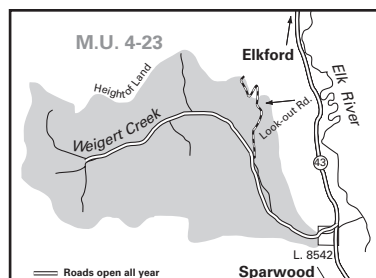 M.U. 4-23
Elkford
Height of Land
Elk River
Look-out Rd.
Weigert Creek
43
L. 8542
Sparwood
Roads open all year